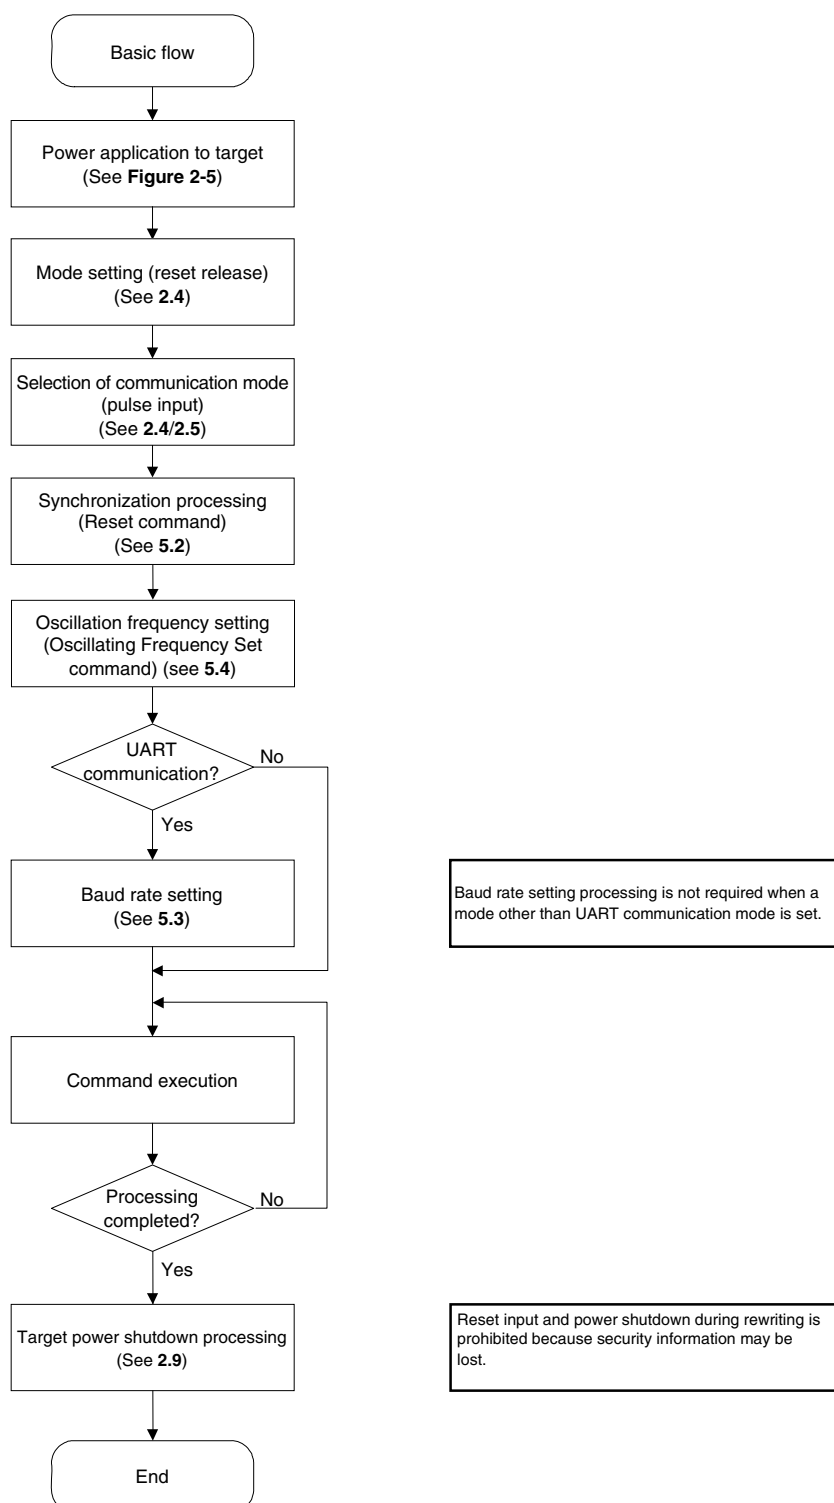 Basic flow
Power application to target
(See Figure 2-5)
Mode setting (reset release)
(See 2.4)
Selection of communication mode
(pulse input)
(See 2.4/2.5)
Synchronization processing
(Reset command)
(See 5.2)
Oscillation frequency setting
(Oscillating Frequency Set
command) (see 5.4)
UART
communication?
No
Yes
Baud rate setting
(See 5.3)
Baud rate setting processing is not required when a
mode other than UART communication mode is set.
Command execution
Processing
completed?
No
Yes
Target power shutdown processing
(See 2.9)
Reset input and power shutdown during rewriting is
prohibited because security information may be
lost.
End